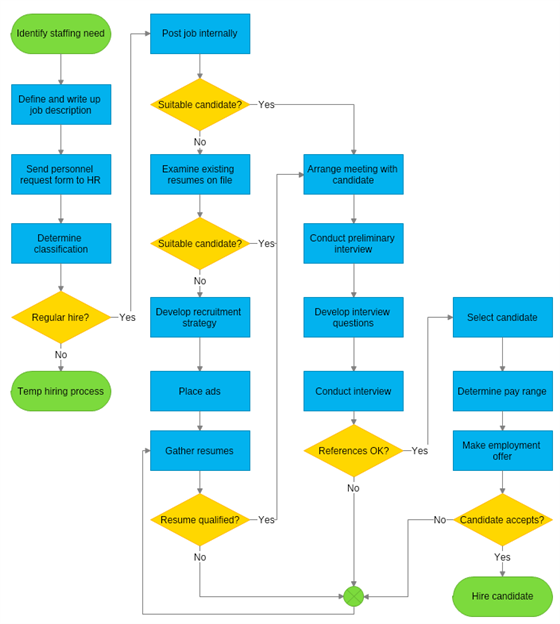 Identify staffing need
Define and write up
job description
Send personnel
request form to HR
Determine
classification
Regular hire?
Yes
No
Temp hiring process
Post job internally
Suitable candidate?
Yes
No
Examine existing
resumes on file
Suitable candidate?
Yes
No
Develop recruitment
strategy
Place ads
Gather resumes
Resume qualified?
Yes
No
Arrange meeting with
candidate
Conduct preliminary
interview
Develop interview
questions
Conduct interview
References OK?
Yes
No
Select candidate
Determine pay range
Make employment
offer
Candidate accepts?
No
Yes
Hire candidate